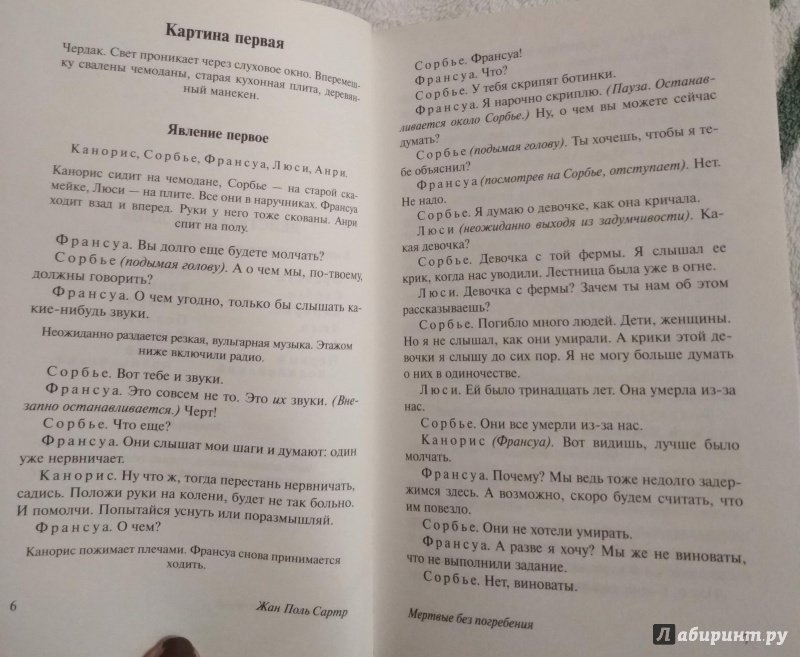 Картина первая
Чердак. Свет проникает через слуховое окно. Вперемеш-
ку свалены чемоданы, старая кухонная плита, деревян-
ный манекен.
Явление первое
Канорис, Сорбье, Франсуа, Люси, Анри.
Канорис сидит на чемодане, Сорбье — на старой ска-
мейке, Люси — на плите. Все они в наручниках. Франсуа
ходит взад и вперед. Руки у него тоже скованы. Анри
спит на полу.
Франсуа. Вы долго еще будете молчать?
Сорбье (подымая голову). А о чем мы, по-твоему,
должны говорить?
Франсуа. О чем угодно, только бы слышать ка-
кие-нибудь звуки.
Неожиданно раздается резкая, вульгарная музыка. Этажом
ниже включили радио.
Сорбье. Вот тебе и звуки.
Франсуа. Это совсем не то. Это их звуки. (Вне-
запно останавливается.) Черт!
Сорбье. Что еще?
Франсуа. Они слышат мои шаги и думают: один
уже нервничает.
Канорис. Ну что ж, тогда перестань нервничать,
садись. Положи руки на колени, будет не так больно.
И помолчи. Попытайся уснуть или поразмышляй.
Франсуа. О чем?
Канорис пожимает плечами. Франсуа снова принимается
ходить.
6
Жан Поль Сартр
Сорбье. Франсуа!
Франсуа. Что?
Сорбье. У тебя скрипят ботинки.
Франсуа. Я нарочно скриплю. (Пауза. Останав-
ливается около Сорбье.) Ну, о чем вы можете сейчас
думать?
Сорбье (подымая голову). Ты хочешь, чтобы я те-
бе объяснил?
Франсуа (посмотрев на Сорбье, отступает). Нет.
Не надо.
Сорбье. Я думаю о девочке, как она кричала.
Люси (неожиданно выходя из задумчивости). Ка-
кая девочка?
Сорбье. Девочка с той фермы. Я слышал ее
крик, когда нас уводили. Лестница была уже в огне.
Люси. Девочка с фермы? Зачем ты нам об этом
рассказываешь?
Сорбье. Погибло много людей. Дети, женщины.
Но я не слышал, как они умирали. А крики этой де-
вочки я слышу до сих пор. Я не могу больше думать
о них в одиночестве.
Люси. Ей было тринадцать лет. Она умерла из-за
нас.
Сорбье. Они все умерли из-за нас.
Канорис (Франсуа). Вот видишь, лучше было
молчать.
Франсуа. Почему? Мы ведь тоже недолго задер-
жимся здесь. А возможно, скоро будем считать, что
им повезло.
Сорбье. Они не хотели умирать.
Франсуа. А разве я хочу? Мы же не виноваты,
что не выполнили задание.
Сорбье. Нет, виноваты.
Мертвые без погребения
Лабиринт.ру